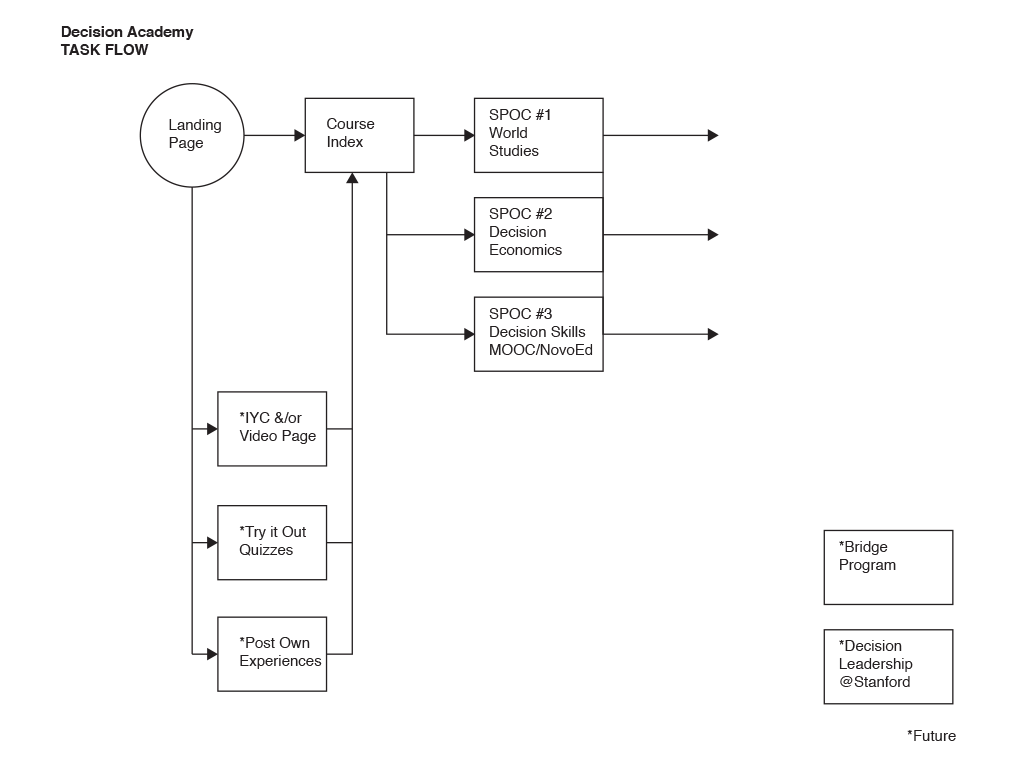 Decision Academy
TASK FLOW
Landing
Page
Course
Index
SPOC #1
World
Studies
SPOC #2
Decision
Economics
SPOC #3
Decision Skills
MOOC/NovoEd
*IYC &/or
Video Page
*Try it Out
Quizzes
*Post Own
Experiences
*Bridge
Program
*Decision
Leadership
@Stanford
*Future